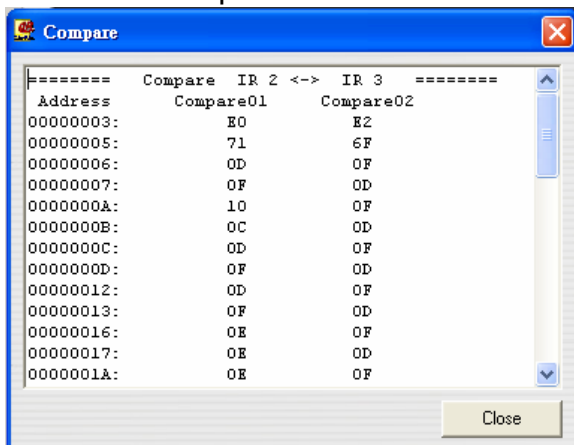 Compare
======== Compare IR 2 <-> IR 3 ========
Address Compare01 Compare02
00000003: E0 E2
00000005: 71 6F
00000006: 0D 0F
00000007: 0F 0D
0000000A: 10 0F
0000000B: 0C 0D
0000000C: 0D 0F
0000000D: 0F 0D
00000012: 0D 0F
00000013: 0F 0D
00000016: 0E 0F
00000017: 0E 0D
0000001A: 0E 0F
Close